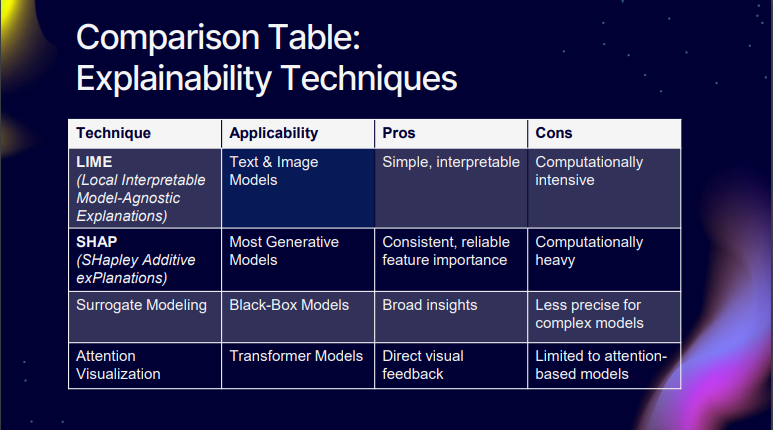 Comparison Table:
Explainability Techniques
Technique Applicability Pros Cons
LIME
(Local Interpretable
Model-Agnostic
Explanations)
Text & Image
Models
Simple, interpretable
Computationally
intensive
SHAP
(SHapley Additive
exPlanations)
Most Generative
Models
Consistent, reliable
feature importance
Computationally
heavy
Surrogate Modeling
Black-Box Models
Broad insights
Less precise for
complex models
Attention
Visualization
Transformer Models
Direct visual
feedback
Limited to attention-
based models